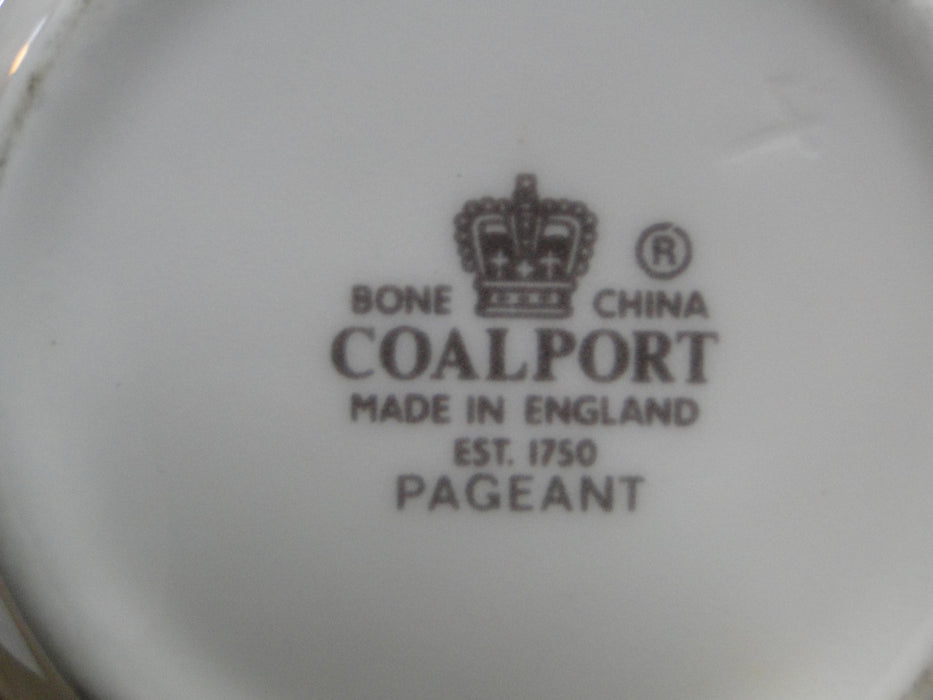 ®
BONE CHINA
COALPORT
MADE IN ENGLAND
EST. 1750
PAGEANT